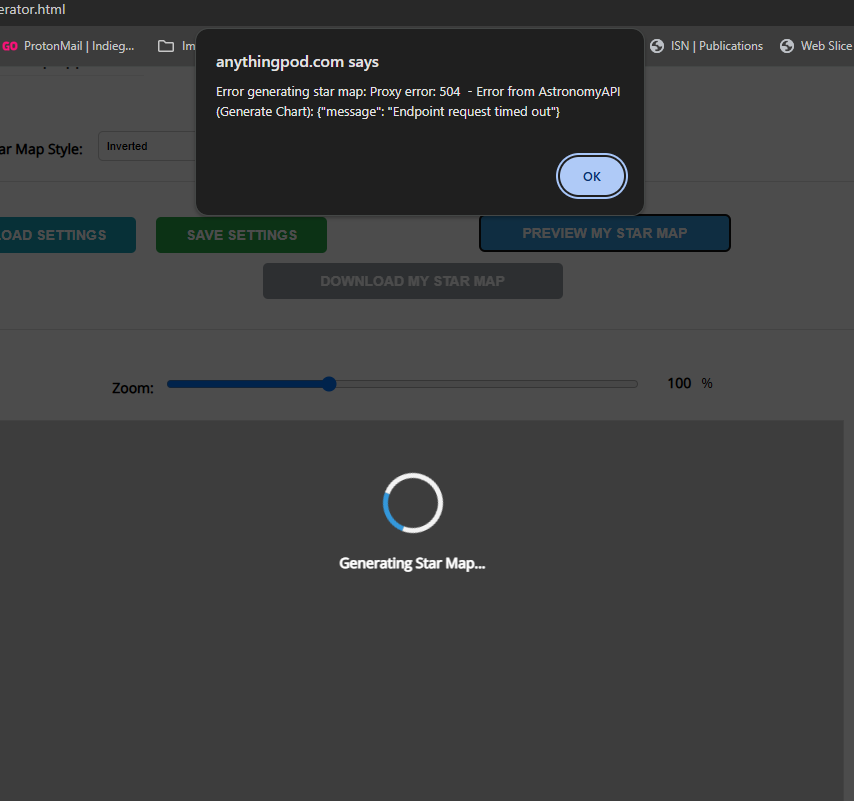 erator.html
GO ProtonMail | Indieg...
Im
ISN | Publications
Web Slice
anythingpod.com says
Error generating star map: Proxy error: 504 - Error from AstronomyAPI
(Generate Chart): {"message": "Endpoint request timed out"}
OK
ar Map Style:
Inverted
OAD SETTINGS
SAVE SETTINGS
PREVIEW MY STAR MAP
DOWNLOAD MY STAR MAP
Zoom:
100 %
Generating Star Map...